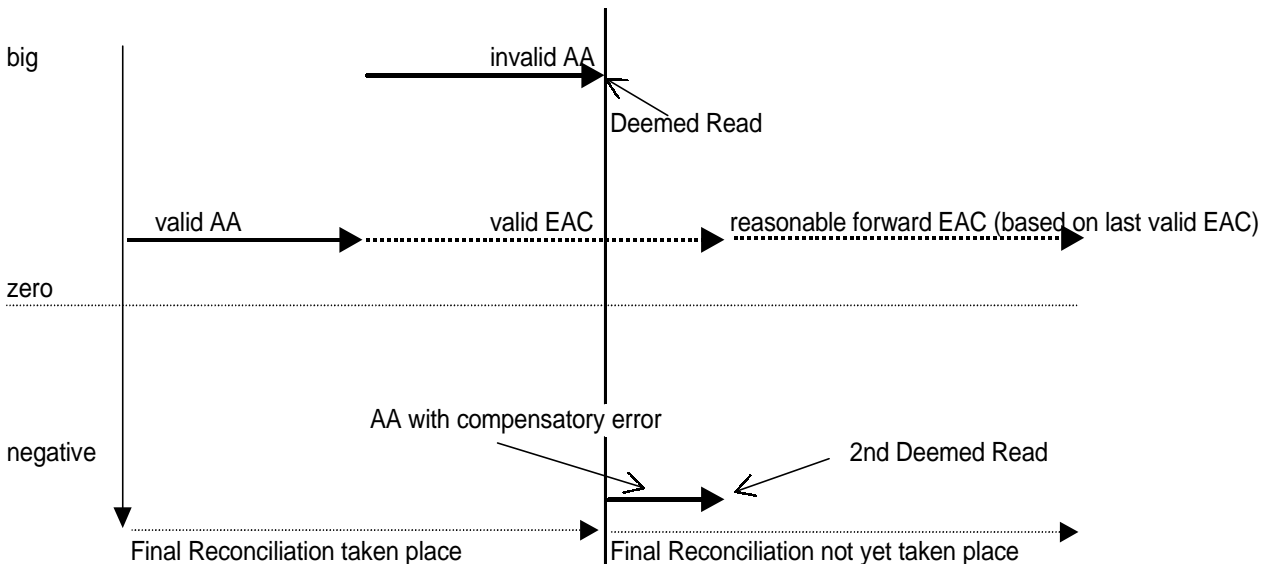 big
invalid AA
Deemed Read
valid AA
valid EAC
reasonable forward EAC (based on last valid EAC)
zero
AA with compensatory error
negative
2nd Deemed Read
Final Reconciliation taken place
Final Reconciliation not yet taken place